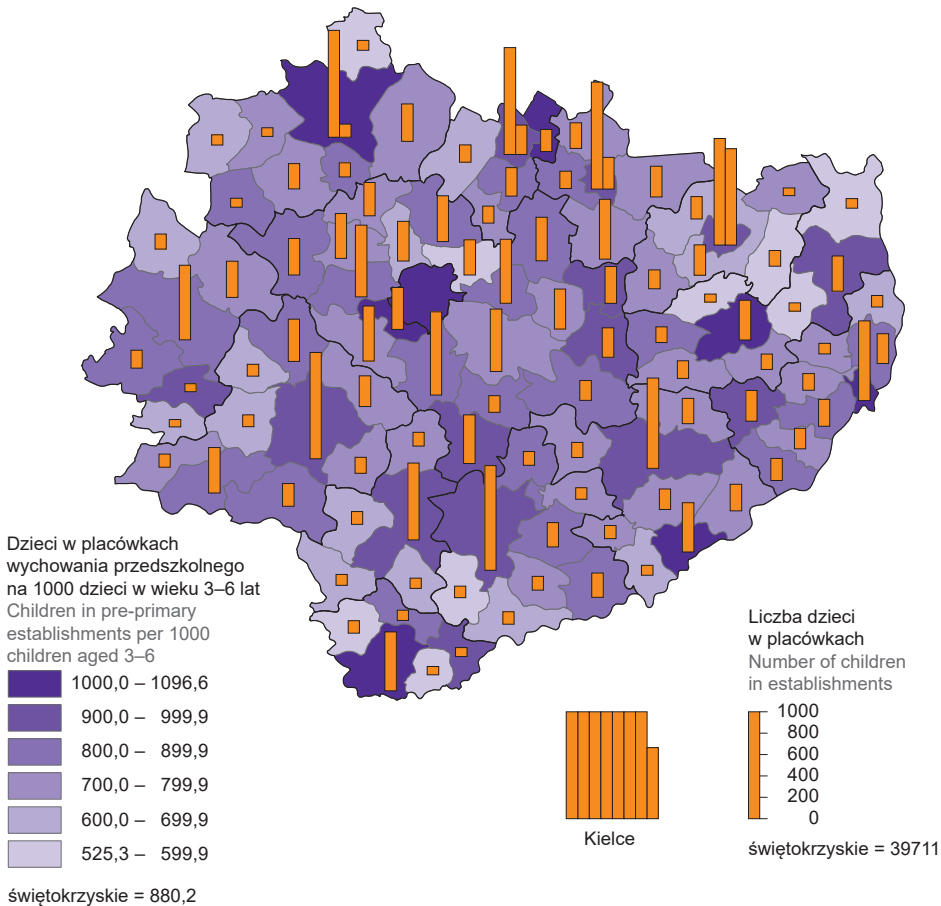 Dzieci w placówkach
wychowania przedszkolnego
na 1000 dzieci w wieku 3–6 lat
Children in pre-primary
establishments per 1000
children aged 3–6
1000,0 – 1096,6
900,0 – 999,9
800,0 – 899,9
700,0 – 799,9
600,0 – 699,9
525,3 – 599,9
świętokrzyskie = 880,2
Kielce
Liczba dzieci
w placówkach
Number of children
in establishments
1000
800
600
400
200
0
świętokrzyskie = 39711